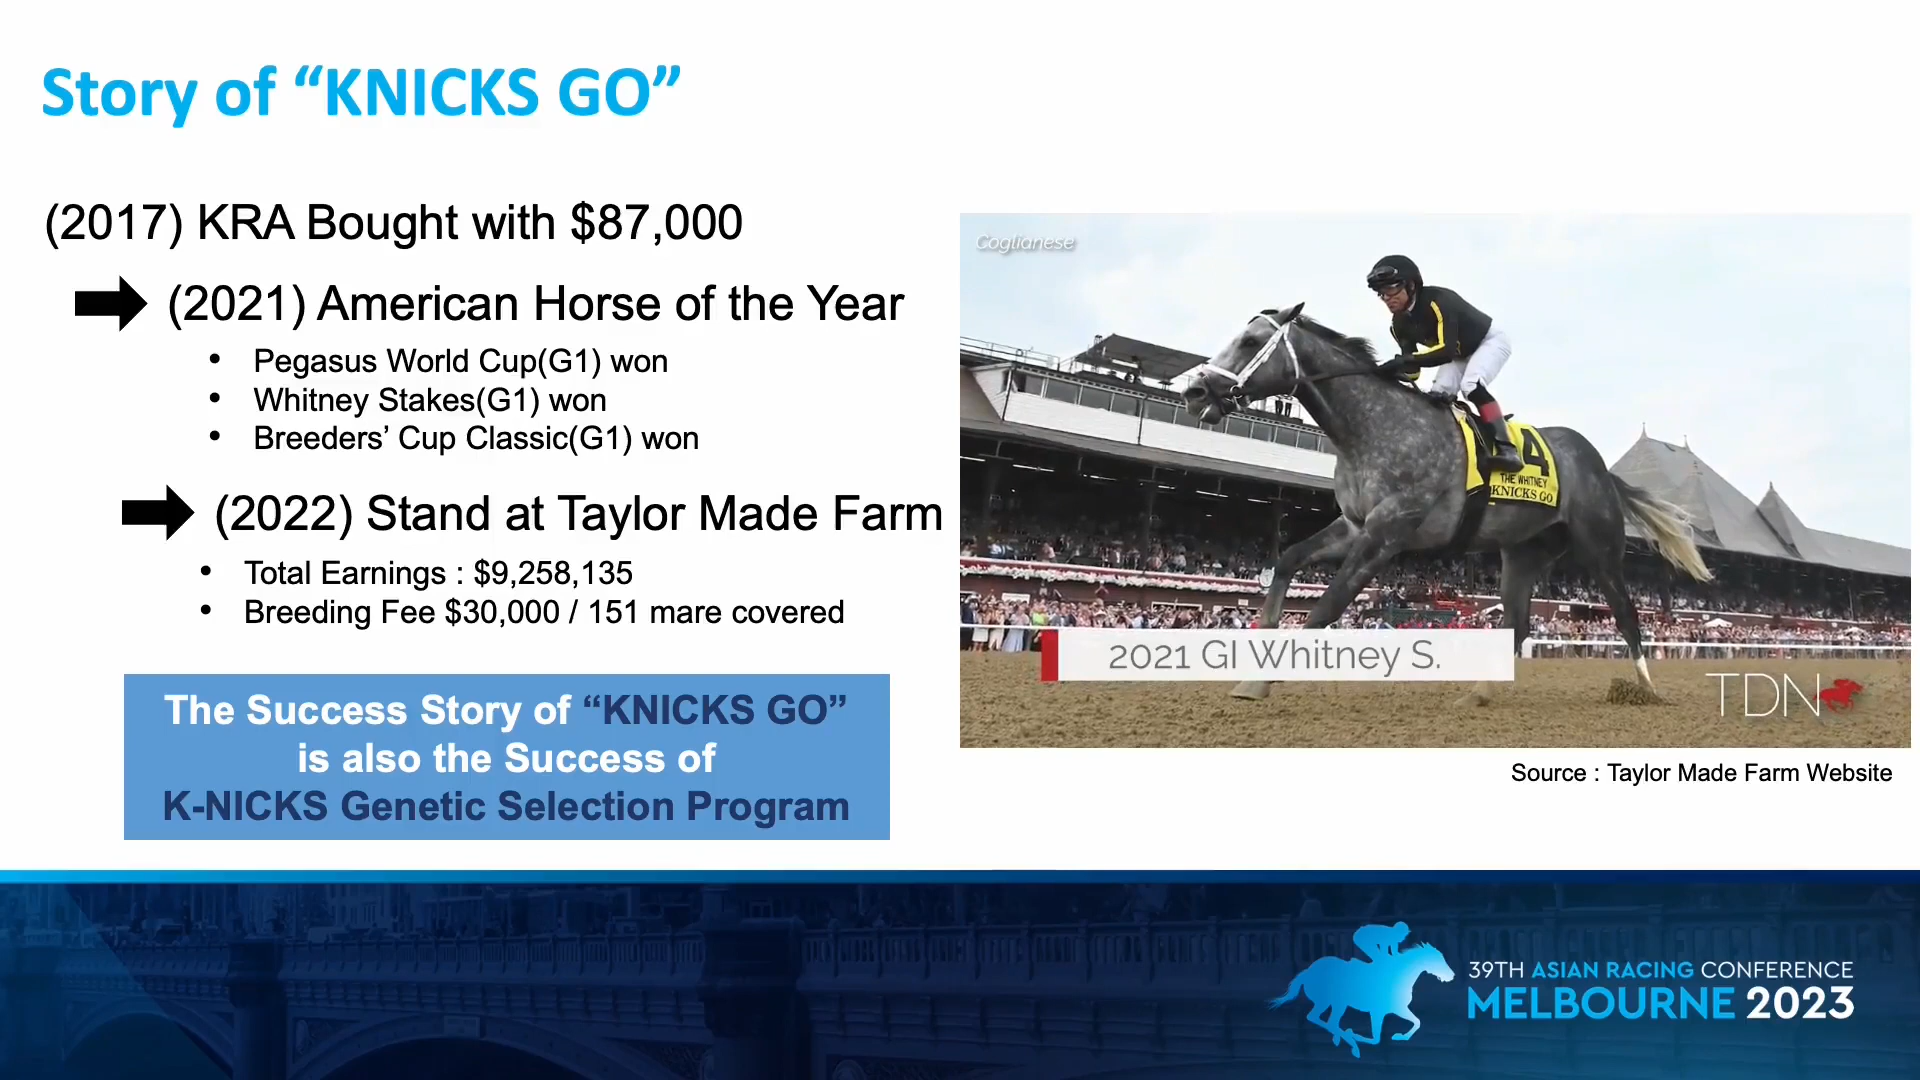 Story of “KNICKS GO”
(2017) KRA Bought with $87,000
(2021) American Horse of the Year
• Pegasus World Cup(G1) won
• Whitney Stakes(G1) won
• Breeders’ Cup Classic(G1) won
(2022) Stand at Taylor Made Farm
• Total Earnings : $9,258,135
• Breeding Fee $30,000 / 151 mare covered
The Success Story of “KNICKS GO”
is also the Success of
K-NICKS Genetic Selection Program
Coglianese
4
THE WHITNEY
KNICKS GO
2021 GI Whitney S.
TDN
Source : Taylor Made Farm Website
39TH ASIAN RACING CONFERENCE
MELBOURNE 2023